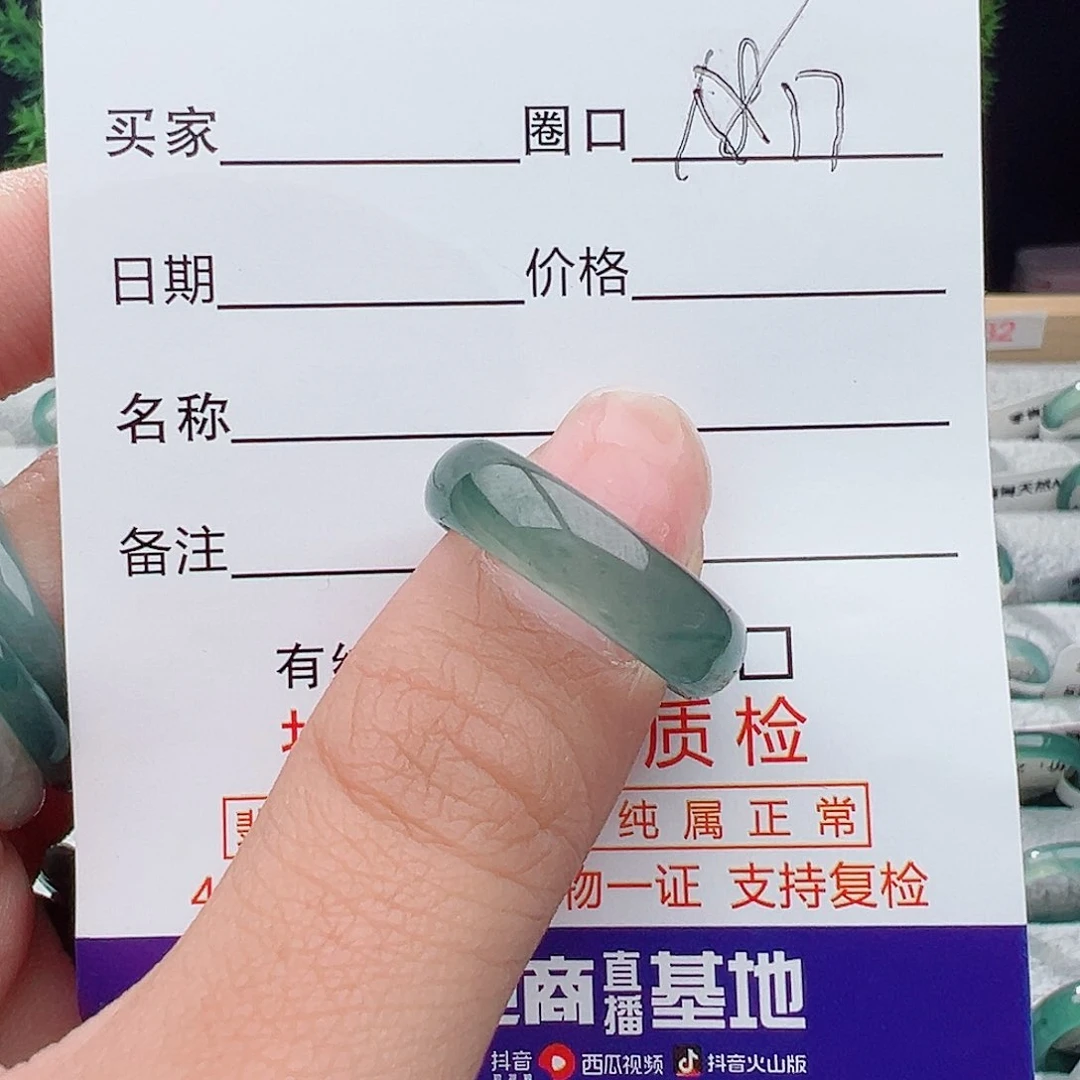 买家 圈口 17
日期 价格
名称
备注
有
质检
纯属正常
物一证 支持复检
商直播基地
抖音 西瓜视频 抖音火山版